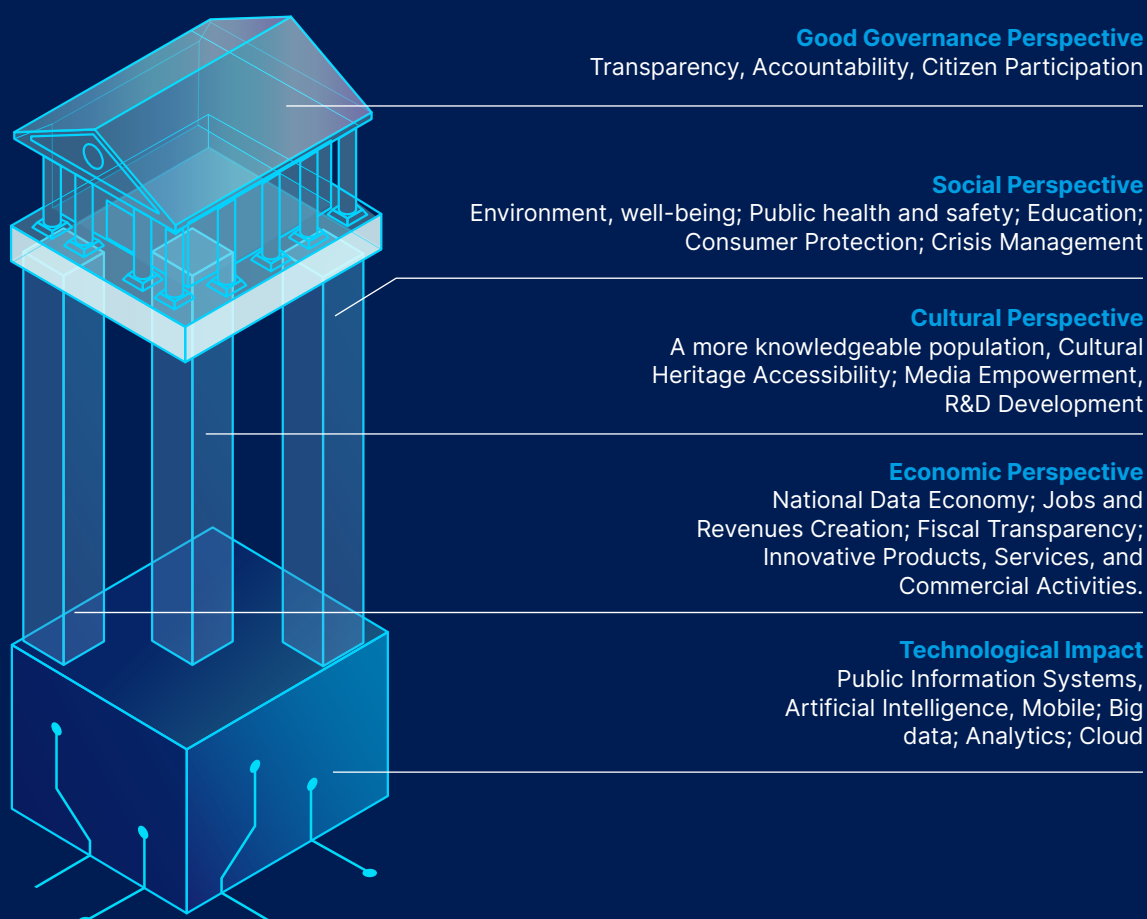 Good Governance Perspective
Transparency, Accountability, Citizen Participation
Social Perspective
Environment, well-being; Public health and safety; Education;
Consumer Protection; Crisis Management
Cultural Perspective
A more knowledgeable population, Cultural
Heritage Accessibility; Media Empowerment,
R&D Development
Economic Perspective
National Data Economy; Jobs and
Revenues Creation; Fiscal Transparency;
Innovative Products, Services, and
Commercial Activities.
Technological Impact
Public Information Systems,
Artificial Intelligence, Mobile; Big
data; Analytics; Cloud